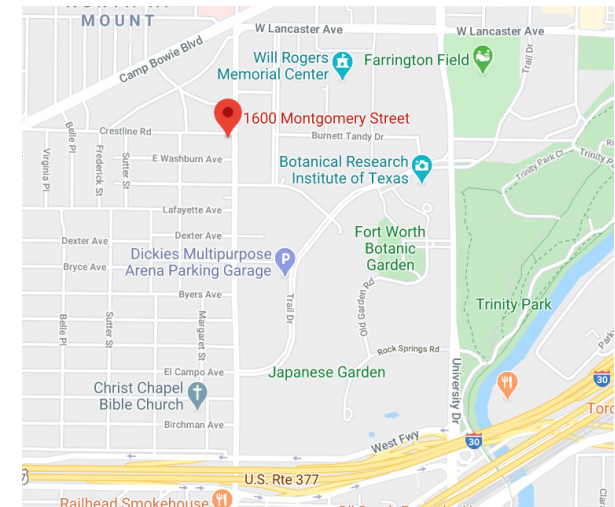 MOUNT
W Lancaster Ave
W Lancaster Ave
Camp Bowie Blvd
Will Rogers
Memorial Center
Farrington Field
Trail Dr
1600 Montgomery Street
Crestline Rd
Burnett Tandy Dr
Belle Pl
Virginia Pl
Frederick St
Sutter St
E Washburn Ave
Botanical Research
Institute of Texas
Trinity Park Ct
Lafayette Ave
Dexter Ave
Dexter Ave
Fort Worth
Botanic
Garden
Dickies Multipurpose
Arena Parking Garage
P
Bryce Ave
Byers Ave
Trail Dr
Old Garden Rd
Trinity Park
Belle Pl
Sutter St
Margaret St
Rock Springs Rd
El Campo Ave
Japanese Garden
University Dr
30
Christ Chapel
Bible Church
Birchman Ave
West Fwy
30
U.S. Rte 377
Railhead Smokehouse